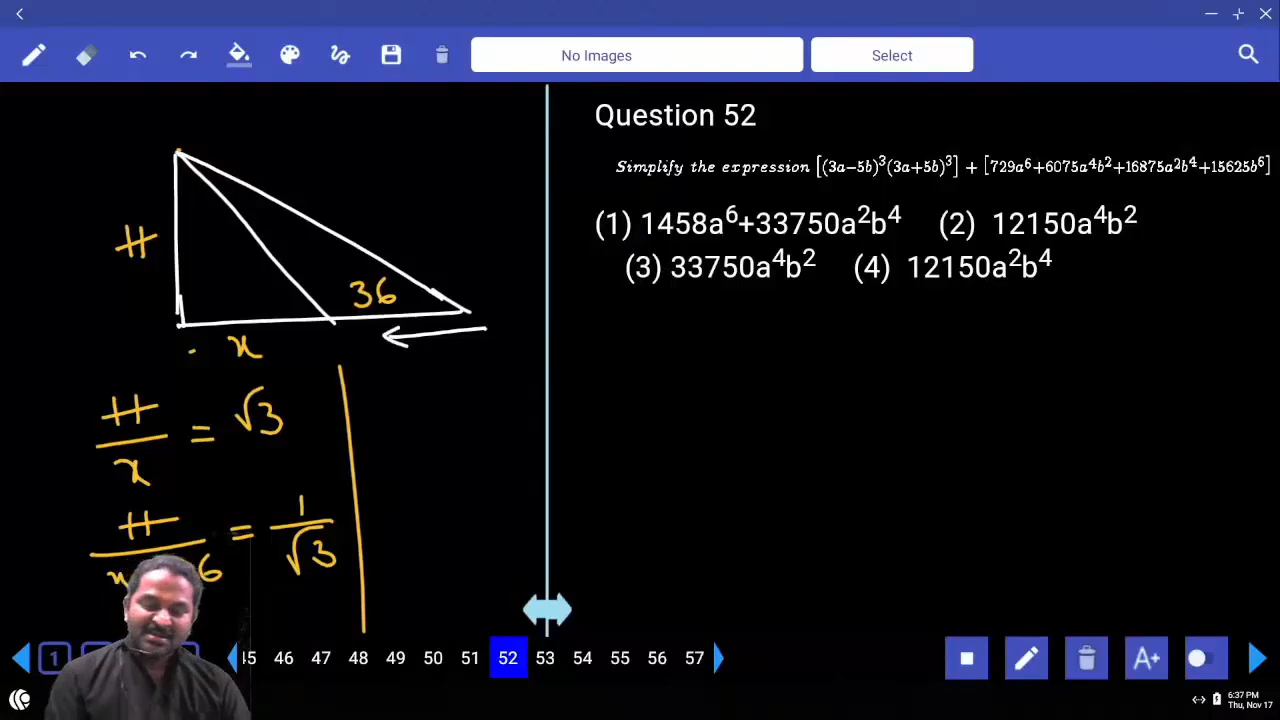 No Images
Select
Question 52
Simplify the expression [(3a−5b)³(3a+5b)³] + [729a⁶+6075a⁴b²+16875a²b⁴+15625b⁶]
(1) 1458a⁶+33750a²b⁴ (2) 12150a⁴b²
(3) 33750a⁴b² (4) 12150a²b⁴
H
36
x
H/x = √3
= 1/√3
1
45 46 47 48 49 50 51 52 53 54 55 56 57
A+
6:37 PM
Thu, Nov 17